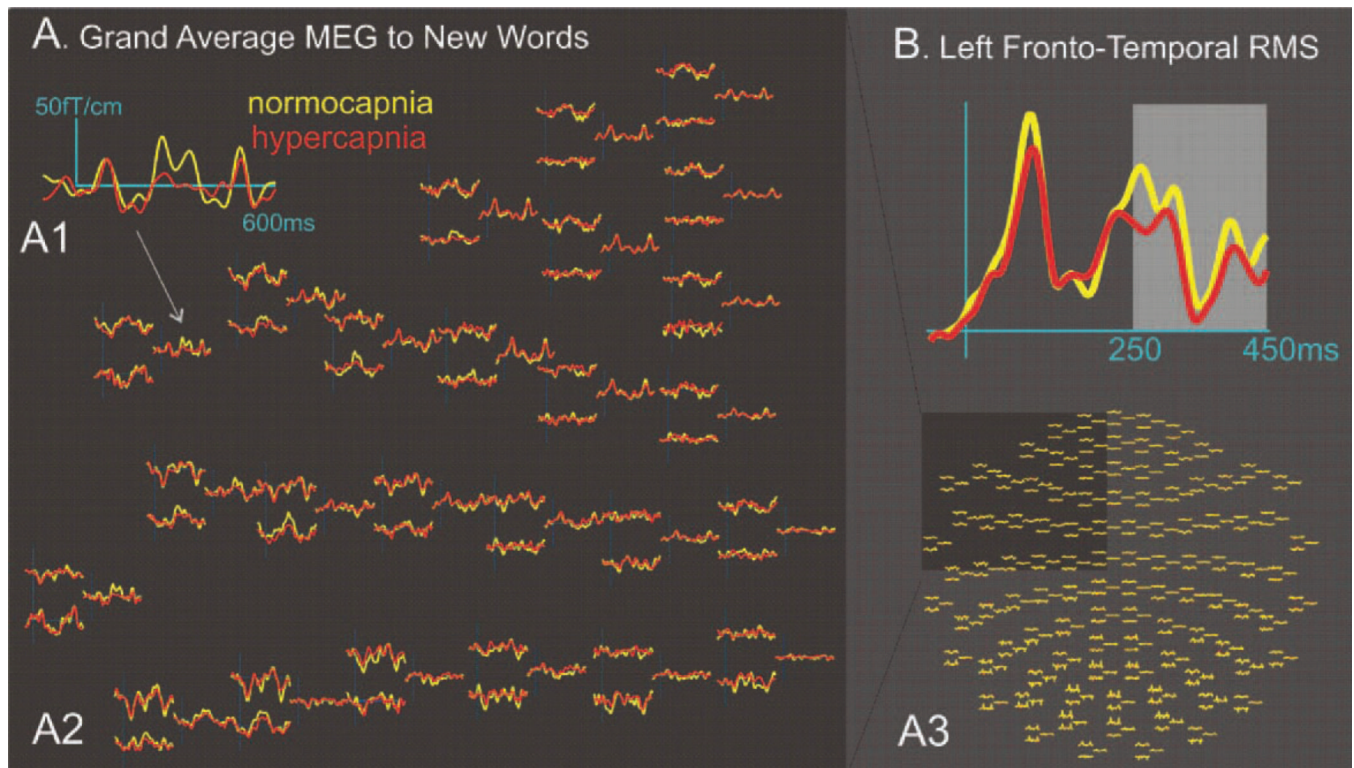 A. Grand Average MEG to New Words
50fT/cm
normocapnia
hypercapnia
600ms
A1
A2
B. Left Fronto-Temporal RMS
250
450ms
A3